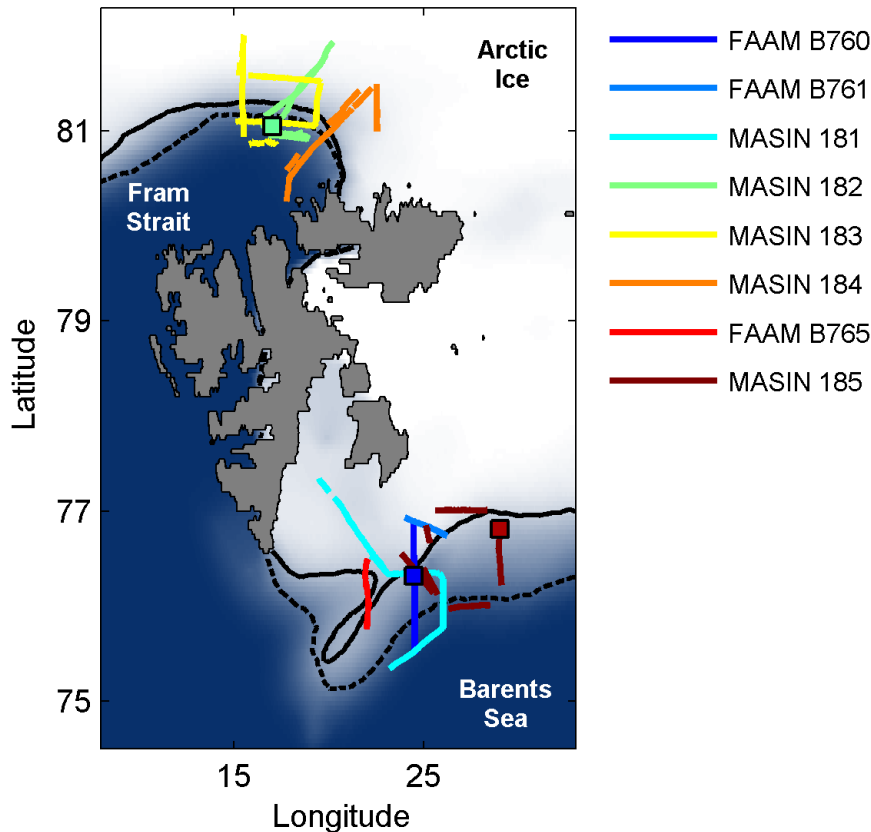 Arctic
Ice
Fram
Strait
Barents
Sea
81
79
77
75
15
25
Latitude
Longitude
FAAM B760
FAAM B761
MASIN 181
MASIN 182
MASIN 183
MASIN 184
FAAM B765
MASIN 185